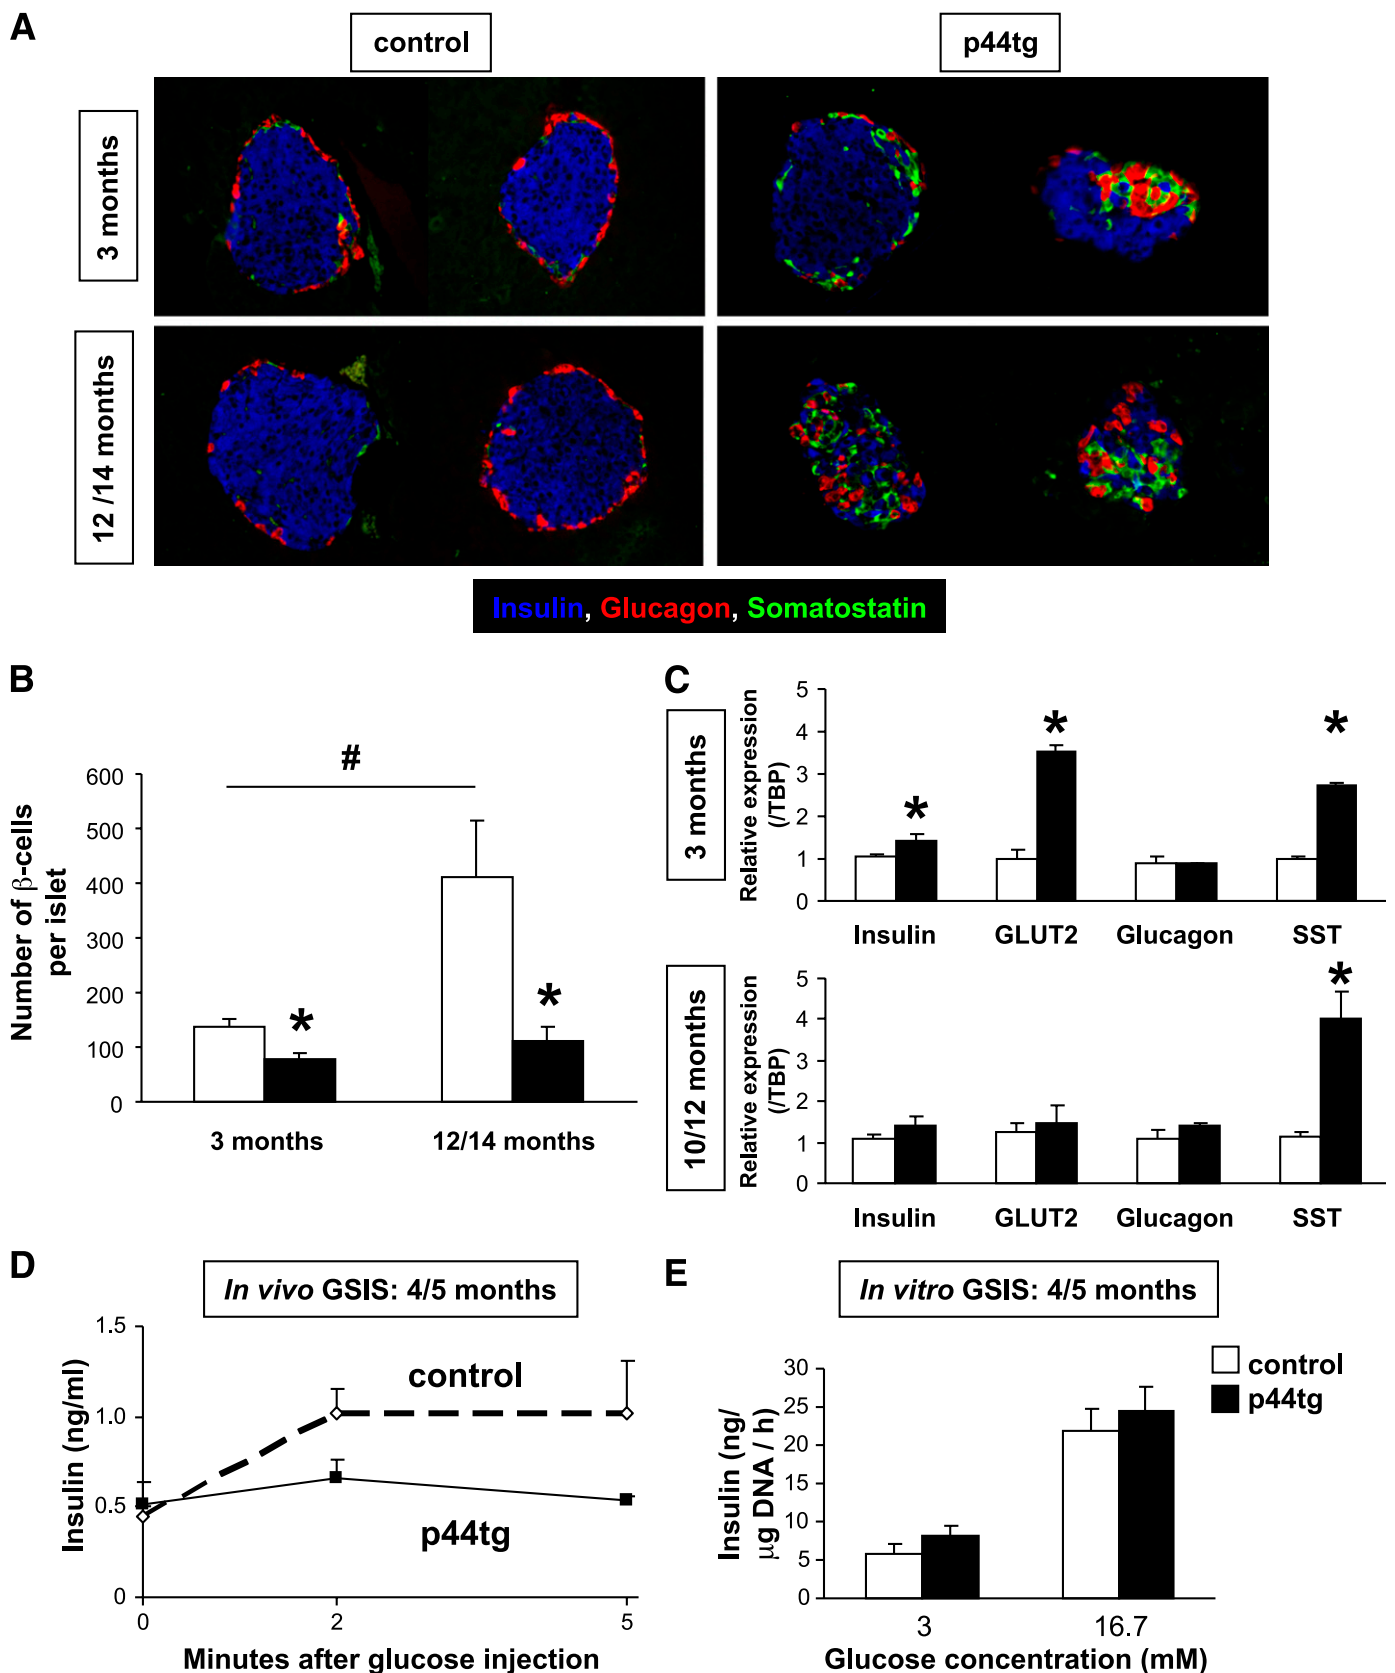 A
control
p44tg
3 months
12 /14 months
Insulin, Glucagon, Somatostatin
B
#
600
500
400
300
200
100
0
Number of β-cells
per islet
*
*
3 months
12/14 months
C
3 months
Relative expression
(/TBP)
5
4
3
2
1
0
*
*
*
Insulin
GLUT2
Glucagon
SST
10/12 months
Relative expression
(/TBP)
5
4
3
2
1
0
*
Insulin
GLUT2
Glucagon
SST
D
In vivo GSIS: 4/5 months
Insulin (ng/ml)
1.5
1.0
0.5
0
control
p44tg
0
2
5
Minutes after glucose injection
E
In vitro GSIS: 4/5 months
control
p44tg
Insulin (ng/
μg DNA / h)
30
25
20
15
10
5
0
3
16.7
Glucose concentration (mM)